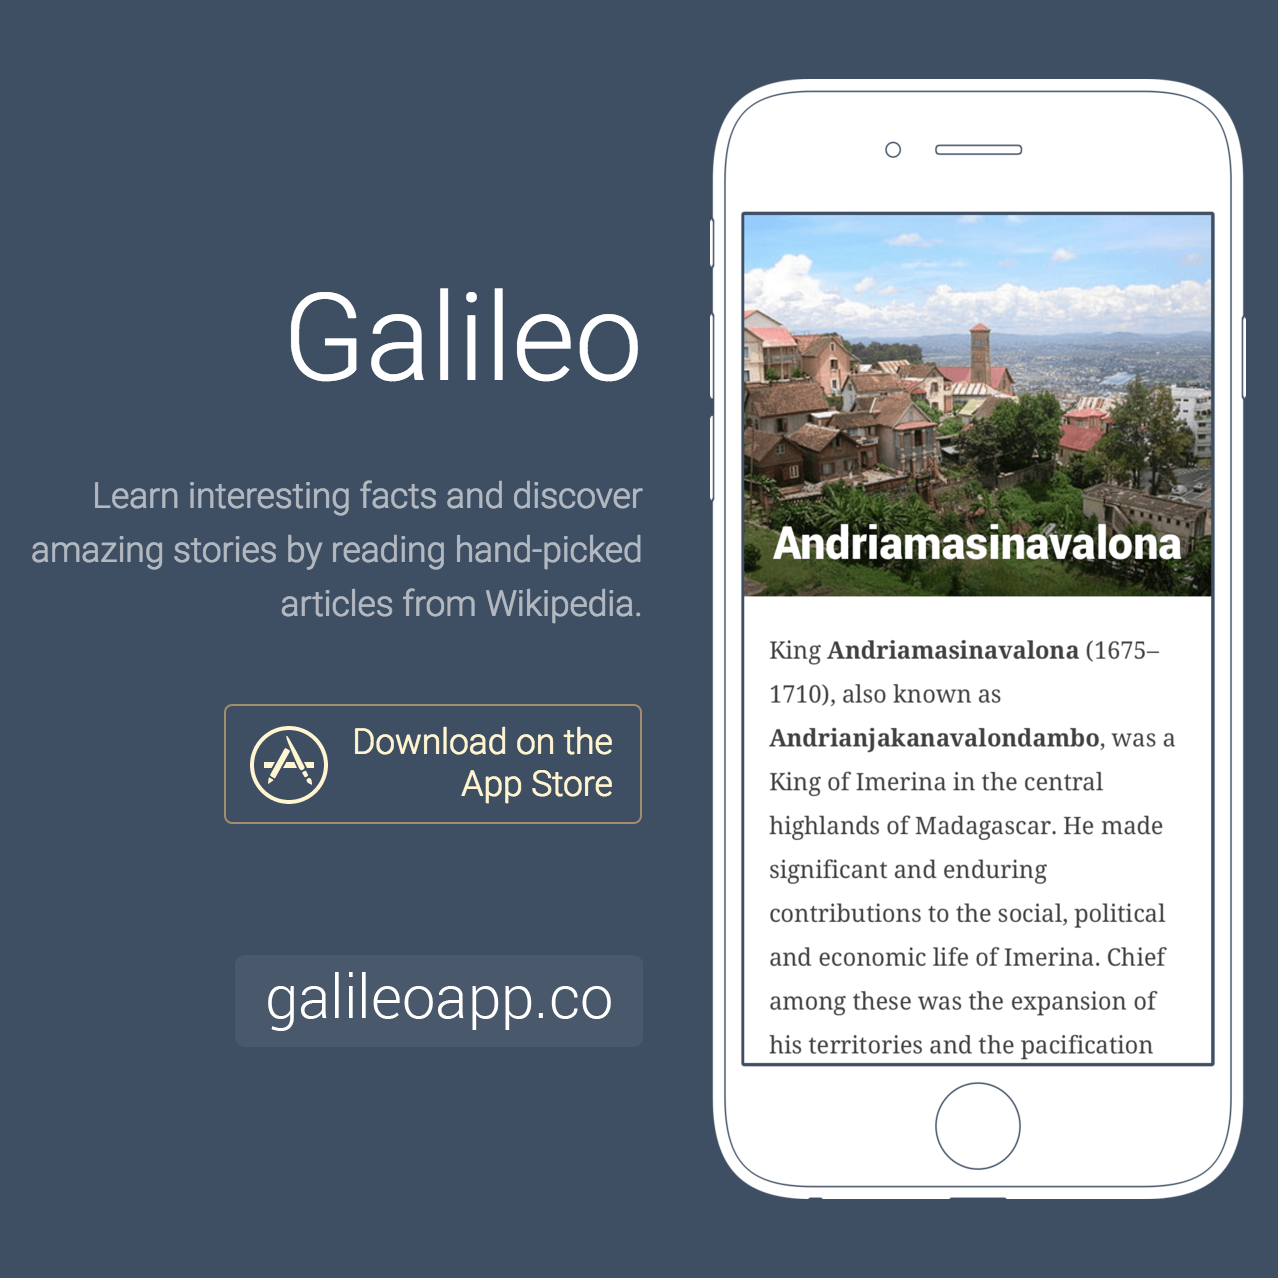 Galileo
Learn interesting facts and discover
amazing stories by reading hand-picked
articles from Wikipedia.
Download on the
App Store
galileoapp.co
Andriamasinavalona
King Andriamasinavalona (1675–
1710), also known as
Andrianjakanavalondambo, was a
King of Imerina in the central
highlands of Madagascar. He made
significant and enduring
contributions to the social, political
and economic life of Imerina. Chief
among these was the expansion of
his territories and the pacification